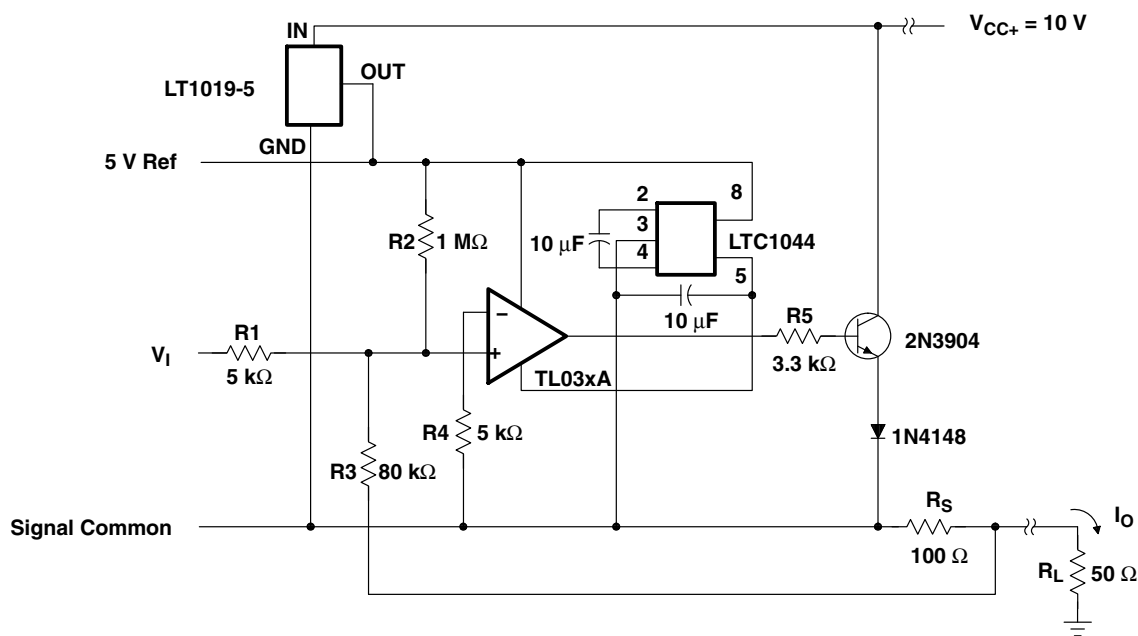 IN
V_CC+ = 10 V
OUT
LT1019-5
GND
5 V Ref
2
8
3
R2
1 MΩ
10 μF
4
LTC1044
5
10 μF
R5
R1
−
2N3904
V_I
+
5 kΩ
TL03xA
3.3 kΩ
R4
5 kΩ
1N4148
R3
80 kΩ
R_S
I_O
Signal Common
100 Ω
R_L
50 Ω